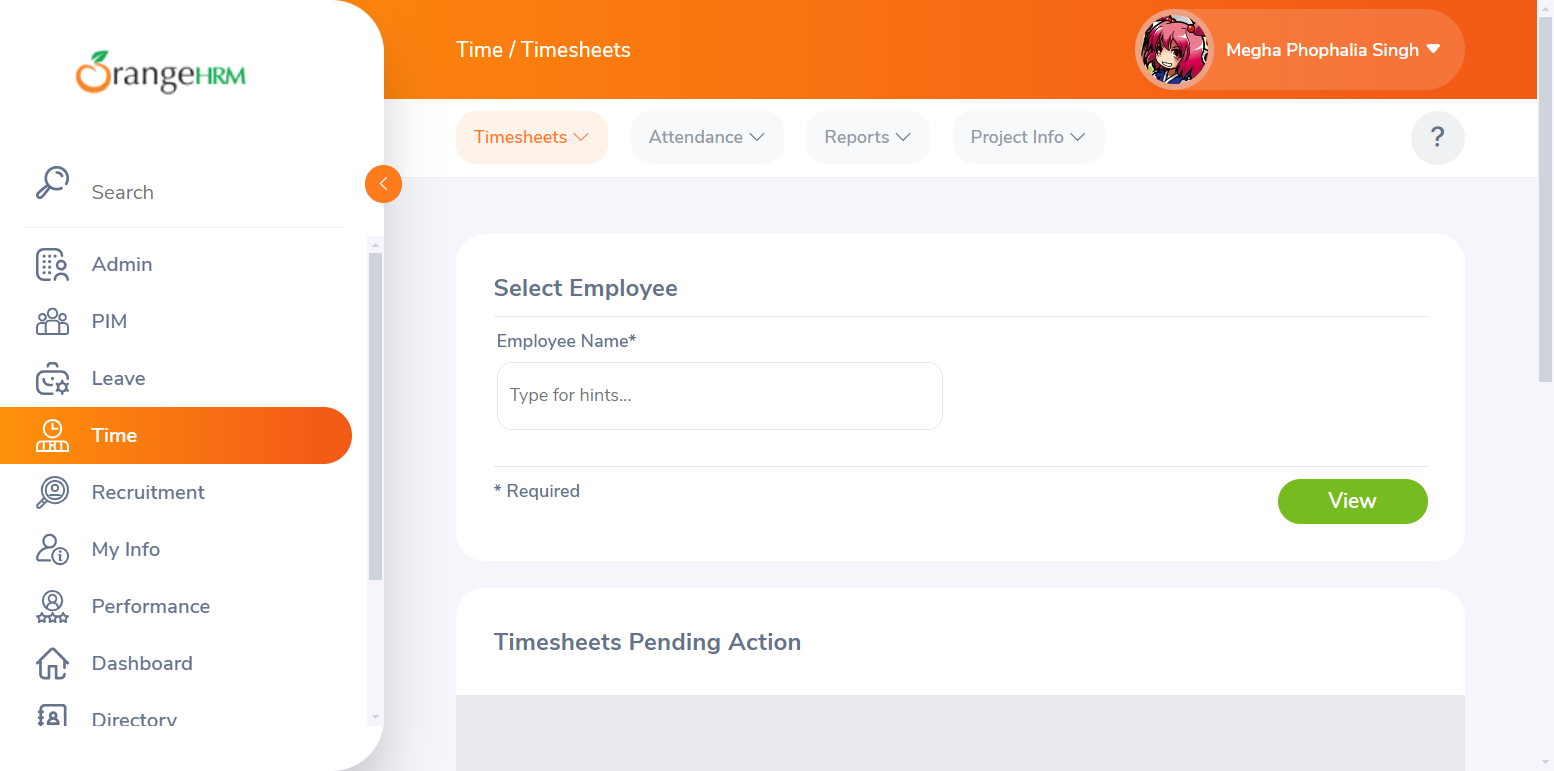 OrangeHRM
Search
Admin
PIM
Leave
Time
Recruitment
My Info
Performance
Dashboard
Directory
Time / Timesheets
Megha Phophalia Singh
Timesheets
Attendance
Reports
Project Info
?
Select Employee
Employee Name*
Type for hints...
* Required
View
Timesheets Pending Action